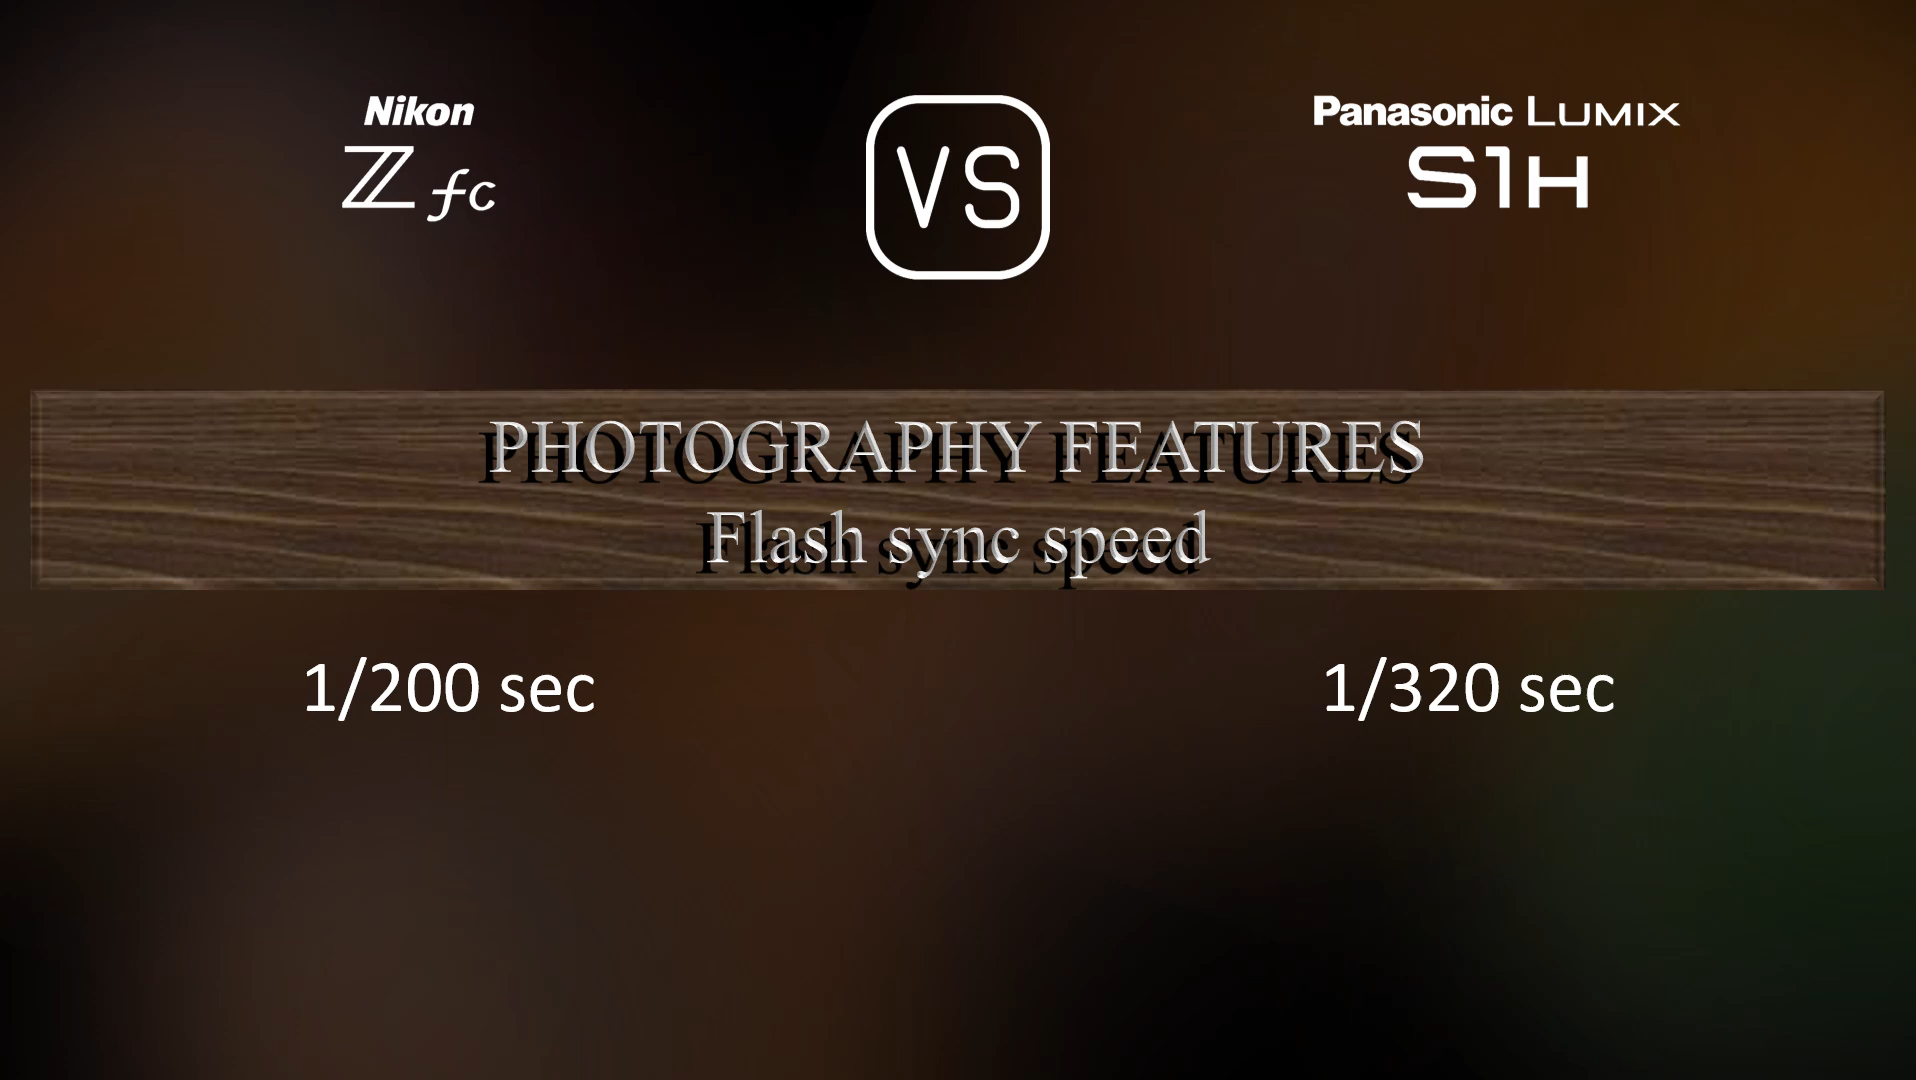 Nikon
Z fc
VS
Panasonic LUMIX
S1H
PHOTOGRAPHY FEATURES
Flash sync speed
1/200 sec
1/320 sec